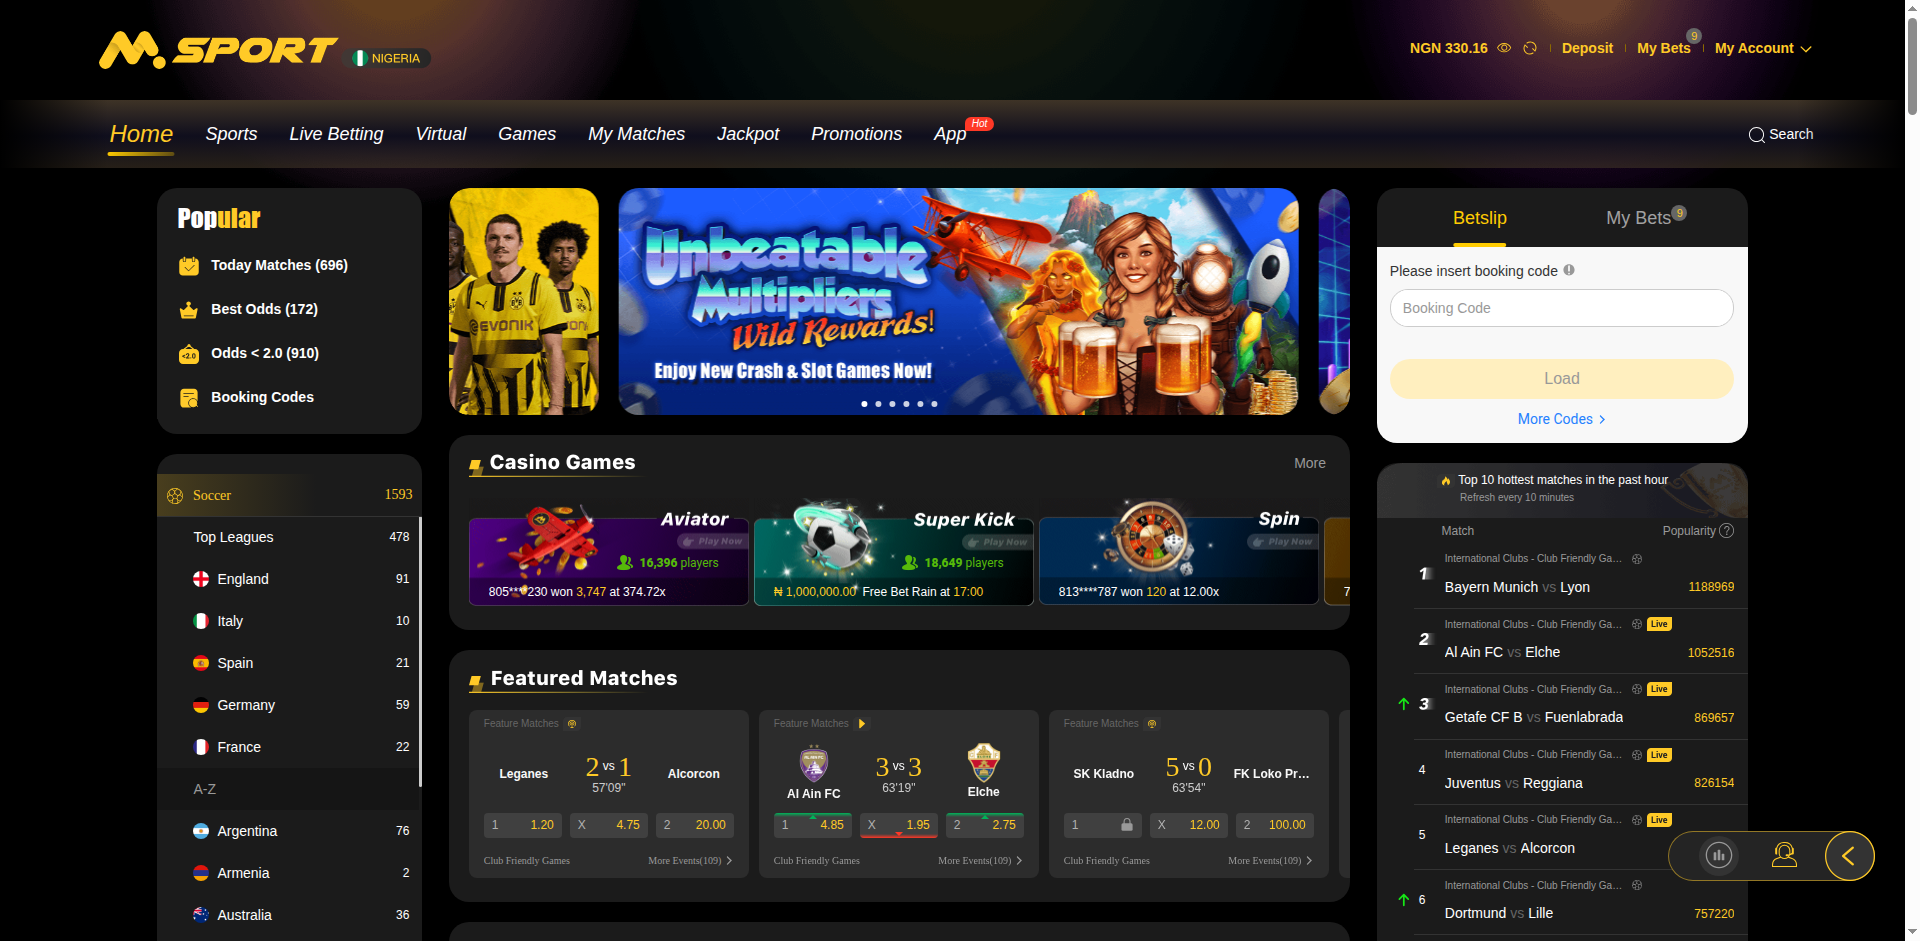 M.SPORT
NIGERIA
NGN 330.16
Deposit
My Bets 9
My Account
Home
Sports
Live Betting
Virtual
Games
My Matches
Jackpot
Promotions
App
Hot
Search
Popular
Today Matches (696)
Best Odds (172)
<2.0 Odds < 2.0 (910)
Booking Codes
Soccer 1593
Top Leagues 478
England 91
Italy 10
Spain 21
Germany 59
France 22
A-Z
Argentina 76
Armenia 2
Australia 36
EVONIK
Unbeatable
Multipliers
Wild Rewards!
Enjoy New Crash & Slot Games Now!
Casino Games
More
Aviator
Play Now
16,396 players
805****230 won 3,747 at 374.72x
Super Kick
Play Now
18,649 players
₦ 1,000,000.00 Free Bet Rain at 17:00
Spin
Play Now
813****787 won 120 at 12.00x
7
Featured Matches
Feature Matches
Leganes 2 vs 1 Alcorcon
57'09"
1 1.20 X 4.75 2 20.00
Club Friendly Games More Events(109)
Feature Matches
Al Ain FC 3 vs 3 Elche
63'19"
1 4.85 X 1.95 2 2.75
Club Friendly Games More Events(109)
Feature Matches
SK Kladno 5 vs 0 FK Loko Pr...
63'54"
1 X 12.00 2 100.00
Club Friendly Games More Events(109)
Betslip
My Bets 9
Please insert booking code
Booking Code
Load
More Codes
Top 10 hottest matches in the past hour
Refresh every 10 minutes
Match Popularity ?
International Clubs - Club Friendly Ga...
1 Bayern Munich vs Lyon 1188969
International Clubs - Club Friendly Ga... Live
2 Al Ain FC vs Elche 1052516
International Clubs - Club Friendly Ga... Live
3 Getafe CF B vs Fuenlabrada 869657
International Clubs - Club Friendly Ga... Live
4 Juventus vs Reggiana 826154
International Clubs - Club Friendly Ga... Live
5 Leganes vs Alcorcon
International Clubs - Club Friendly Ga...
6 Dortmund vs Lille 757220